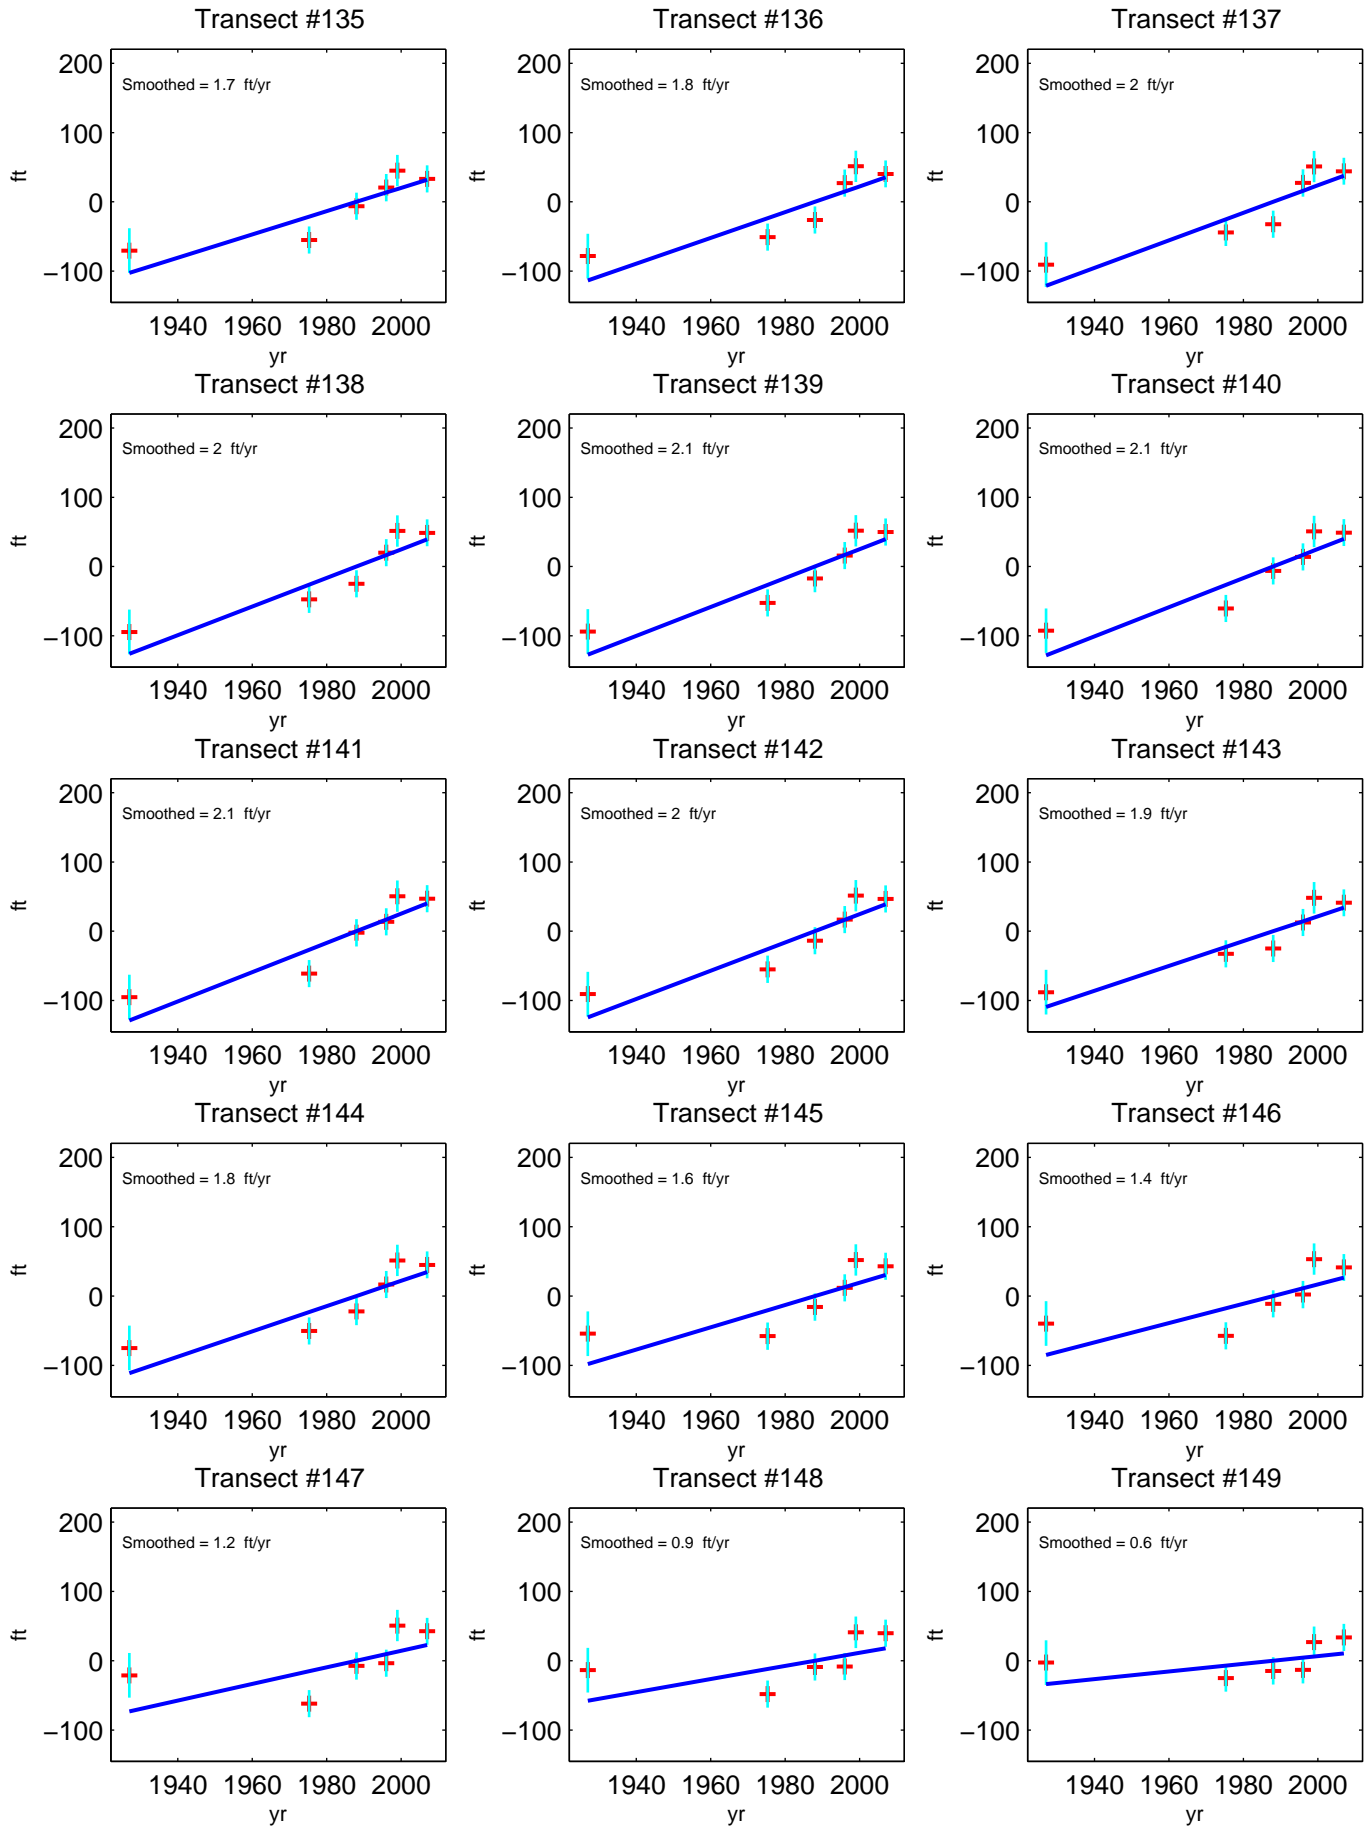 Transect #135 Transect #136 Transect #137
200 200 200
Smoothed = 1.7 ft/yr Smoothed = 1.8 ft/yr Smoothed = 2 ft/yr
100 100 100
ft ft ft
0 0 0
−100 −100 −100
1940 1960 1980 2000 1940 1960 1980 2000 1940 1960 1980 2000
yr yr yr
Transect #138 Transect #139 Transect #140
200 200 200
Smoothed = 2 ft/yr Smoothed = 2.1 ft/yr Smoothed = 2.1 ft/yr
100 100 100
ft ft ft
0 0 0
−100 −100 −100
1940 1960 1980 2000 1940 1960 1980 2000 1940 1960 1980 2000
yr yr yr
Transect #141 Transect #142 Transect #143
200 200 200
Smoothed = 2.1 ft/yr Smoothed = 2 ft/yr Smoothed = 1.9 ft/yr
100 100 100
ft ft ft
0 0 0
−100 −100 −100
1940 1960 1980 2000 1940 1960 1980 2000 1940 1960 1980 2000
yr yr yr
Transect #144 Transect #145 Transect #146
200 200 200
Smoothed = 1.8 ft/yr Smoothed = 1.6 ft/yr Smoothed = 1.4 ft/yr
100 100 100
ft ft ft
0 0 0
−100 −100 −100
1940 1960 1980 2000 1940 1960 1980 2000 1940 1960 1980 2000
yr yr yr
Transect #147 Transect #148 Transect #149
200 200 200
Smoothed = 1.2 ft/yr Smoothed = 0.9 ft/yr Smoothed = 0.6 ft/yr
100 100 100
ft ft ft
0 0 0
−100 −100 −100
1940 1960 1980 2000 1940 1960 1980 2000 1940 1960 1980 2000
yr yr yr